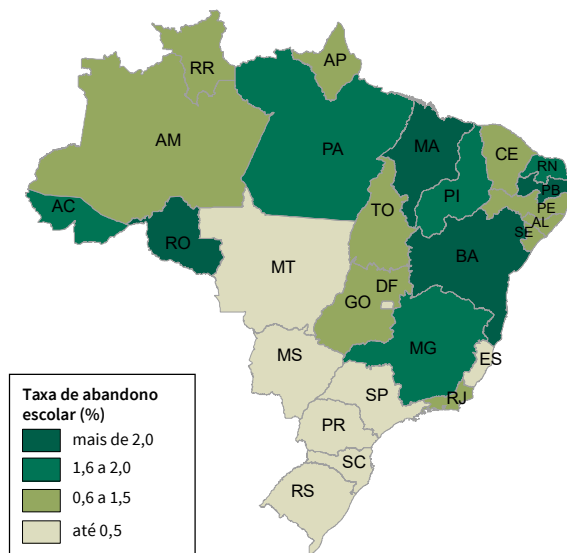 AP
RR
AM
PA
MA
CE
RN
PB
PI
PE
AL
SE
AC
TO
RO
BA
MT
DF
GO
MG
ES
MS
SP
RJ
PR
SC
RS
Taxa de abandono
escolar (%)
mais de 2,0
1,6 a 2,0
0,6 a 1,5
até 0,5